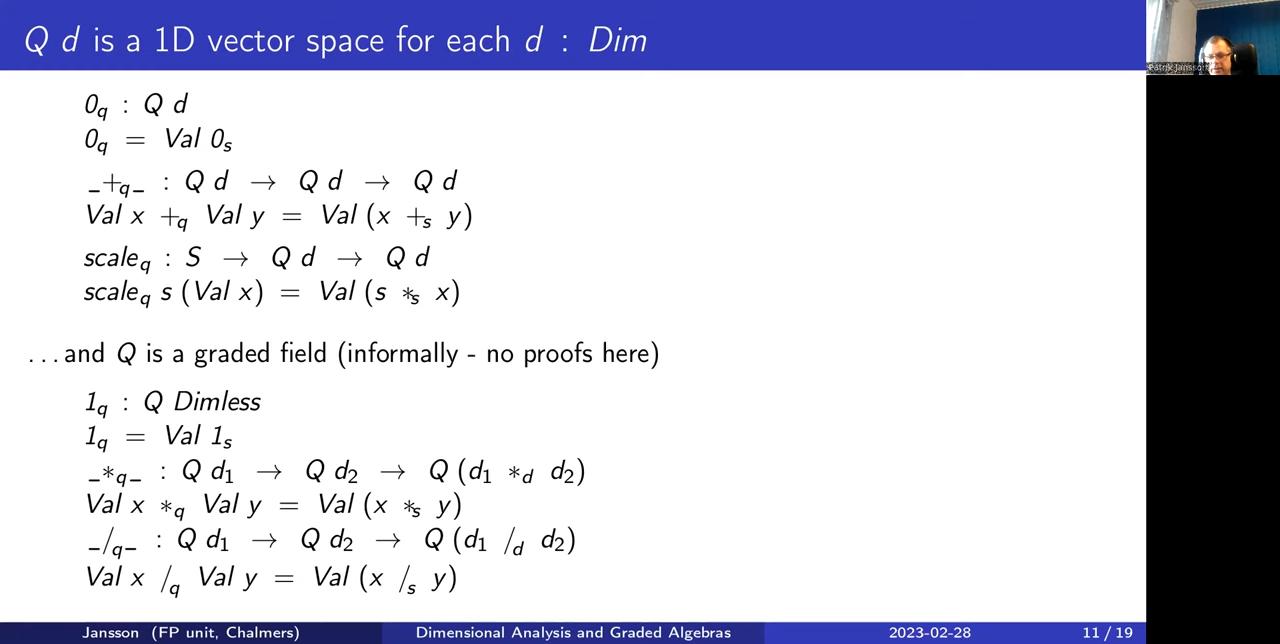 Q d is a 1D vector space for each d : Dim
Patrik Jansson
0q : Q d
0q = Val 0s
_+q_ : Q d → Q d → Q d
Val x +q Val y = Val (x +s y)
scaleq : S → Q d → Q d
scaleq s (Val x) = Val (s *s x)
...and Q is a graded field (informally - no proofs here)
1q : Q Dimless
1q = Val 1s
_*q_ : Q d1 → Q d2 → Q (d1 *d d2)
Val x *q Val y = Val (x *s y)
_/q_ : Q d1 → Q d2 → Q (d1 /d d2)
Val x /q Val y = Val (x /s y)
Jansson (FP unit, Chalmers) Dimensional Analysis and Graded Algebras 2023-02-28 11 / 19